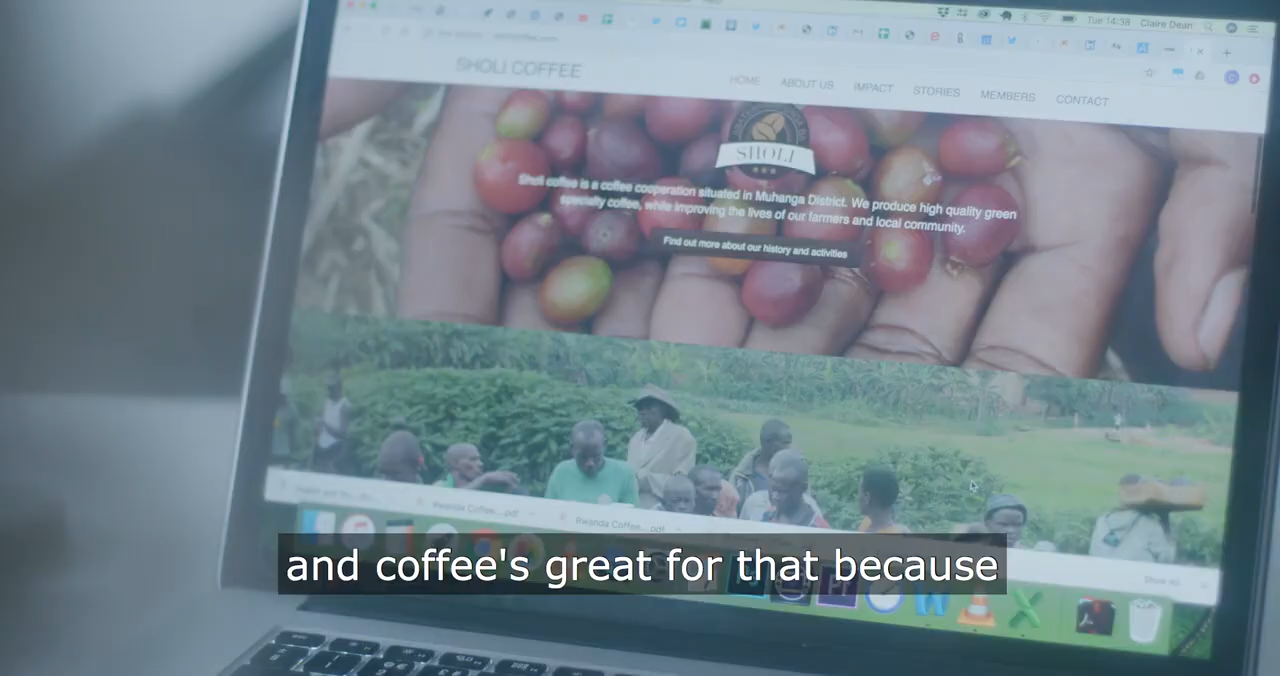 Tue 14:38 Claire Dean
SHOLI COFFEE
HOME ABOUT US IMPACT STORIES MEMBERS CONTACT
SHOLI
Sholi coffee is a coffee cooperation situated in Muhanga District. We produce high quality green
specialty coffee, while improving the lives of our farmers and local community.
Find out more about our history and activities
Rwanda Coffee....pdf
Rwanda Coffee....pdf
Show All
and coffee's great for that because